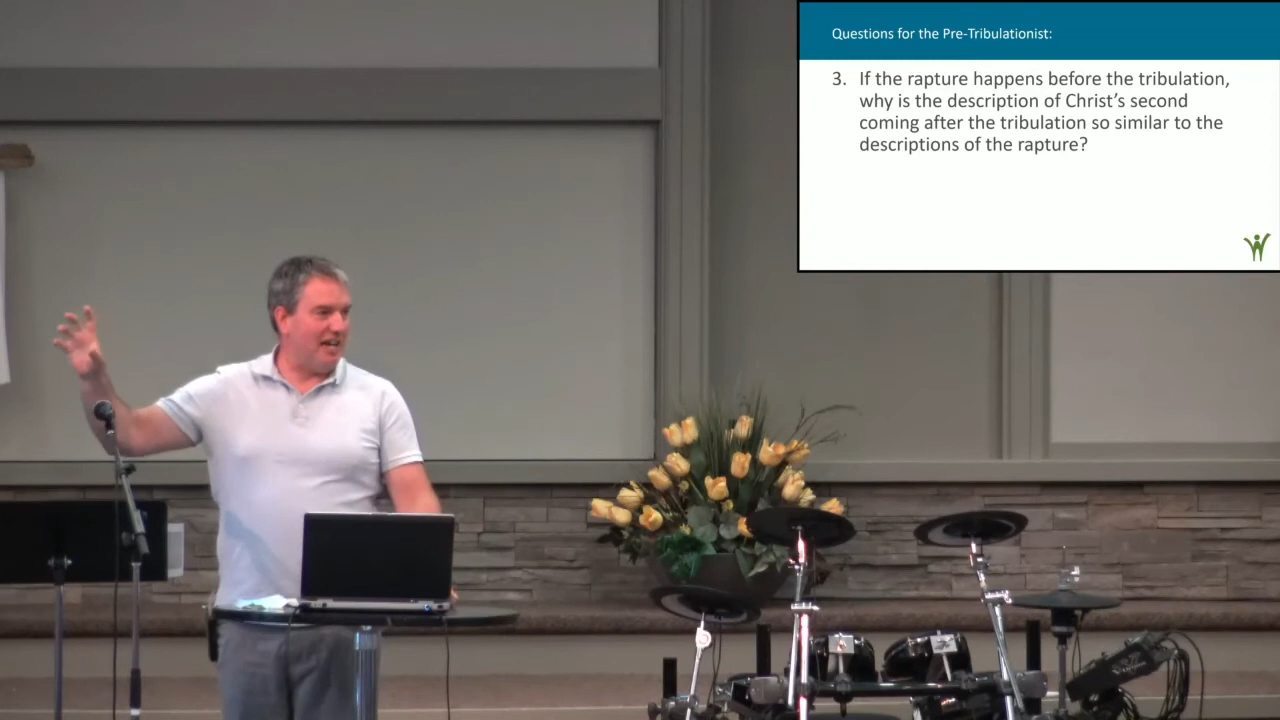 Questions for the Pre-Tribulationist:
3. If the rapture happens before the tribulation,
why is the description of Christ’s second
coming after the tribulation so similar to the
descriptions of the rapture?